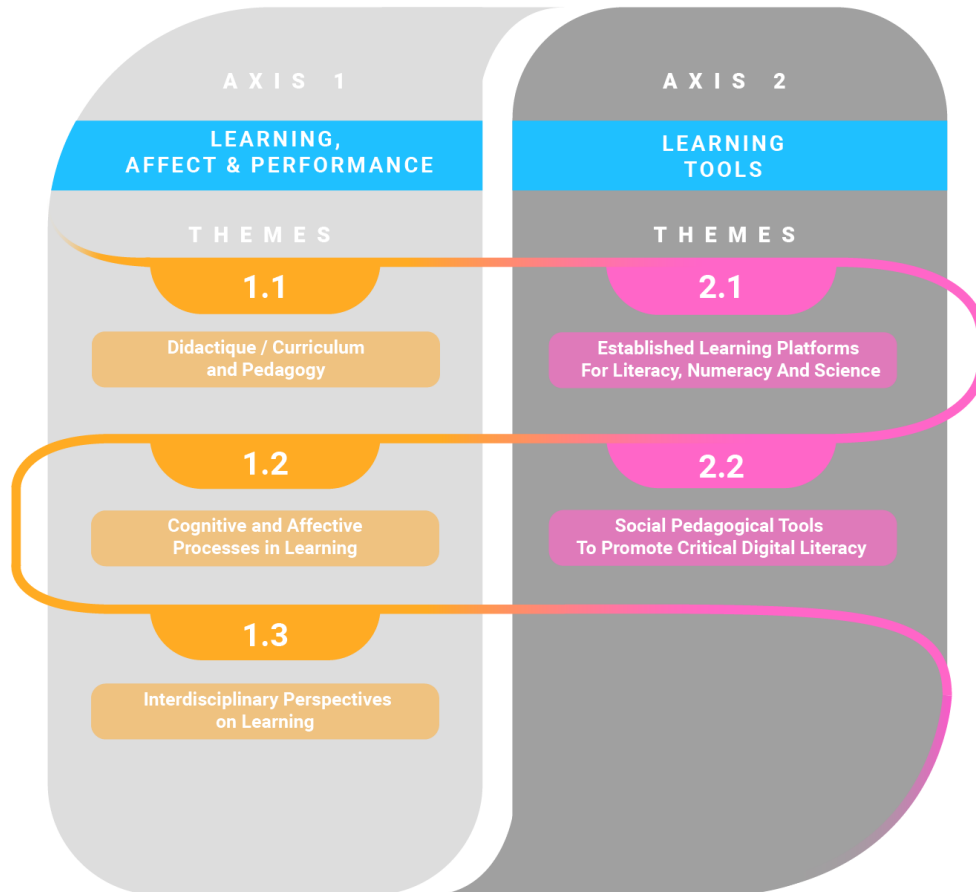 AXIS 1
LEARNING,
AFFECT & PERFORMANCE
THEMES
1.1
Didactique / Curriculum
and Pedagogy
1.2
Cognitive and Affective
Processes in Learning
1.3
Interdisciplinary Perspectives
on Learning
AXIS 2
LEARNING
TOOLS
THEMES
2.1
Established Learning Platforms
For Literacy, Numeracy And Science
2.2
Social Pedagogical Tools
To Promote Critical Digital Literacy